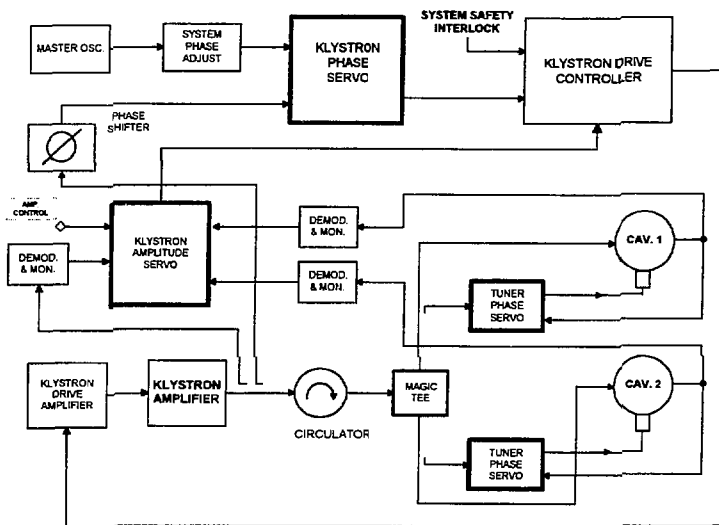 MASTER OSC.
SYSTEM
PHASE
ADJUST
KLYSTRON
PHASE
SERVO
SYSTEM SAFETY
INTERLOCK
KLYSTRON DRIVE
CONTROLLER
PHASE
SHIFTER
AMP
CONTROL
DEMOD.
& MON.
KLYSTRON
AMPLITUDE
SERVO
DEMOD.
& MON.
DEMOD.
& MON.
CAV. 1
TUNER
PHASE
SERVO
KLYSTRON
DRIVE
AMPLIFIER
KLYSTRON
AMPLIFIER
CIRCULATOR
MAGIC
TEE
CAV. 2
TUNER
PHASE
SERVO